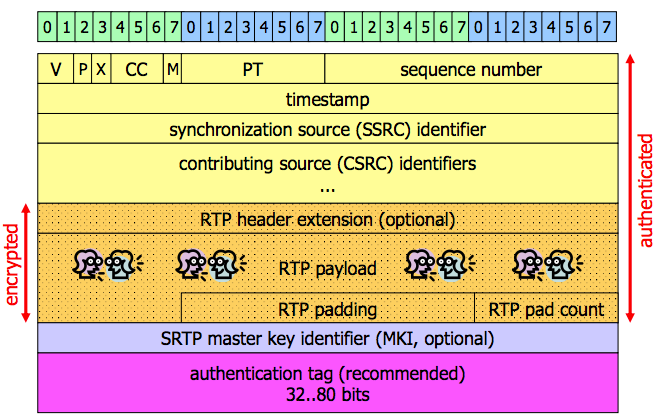 0 1 2 3 4 5 6 7 0 1 2 3 4 5 6 7 0 1 2 3 4 5 6 7 0 1 2 3 4 5 6 7
V P X CC M PT sequence number
timestamp
synchronization source (SSRC) identifier
contributing source (CSRC) identifiers
...
RTP header extension (optional)
RTP payload
RTP padding RTP pad count
SRTP master key identifier (MKI, optional)
authentication tag (recommended)
32..80 bits
encrypted
authenticated